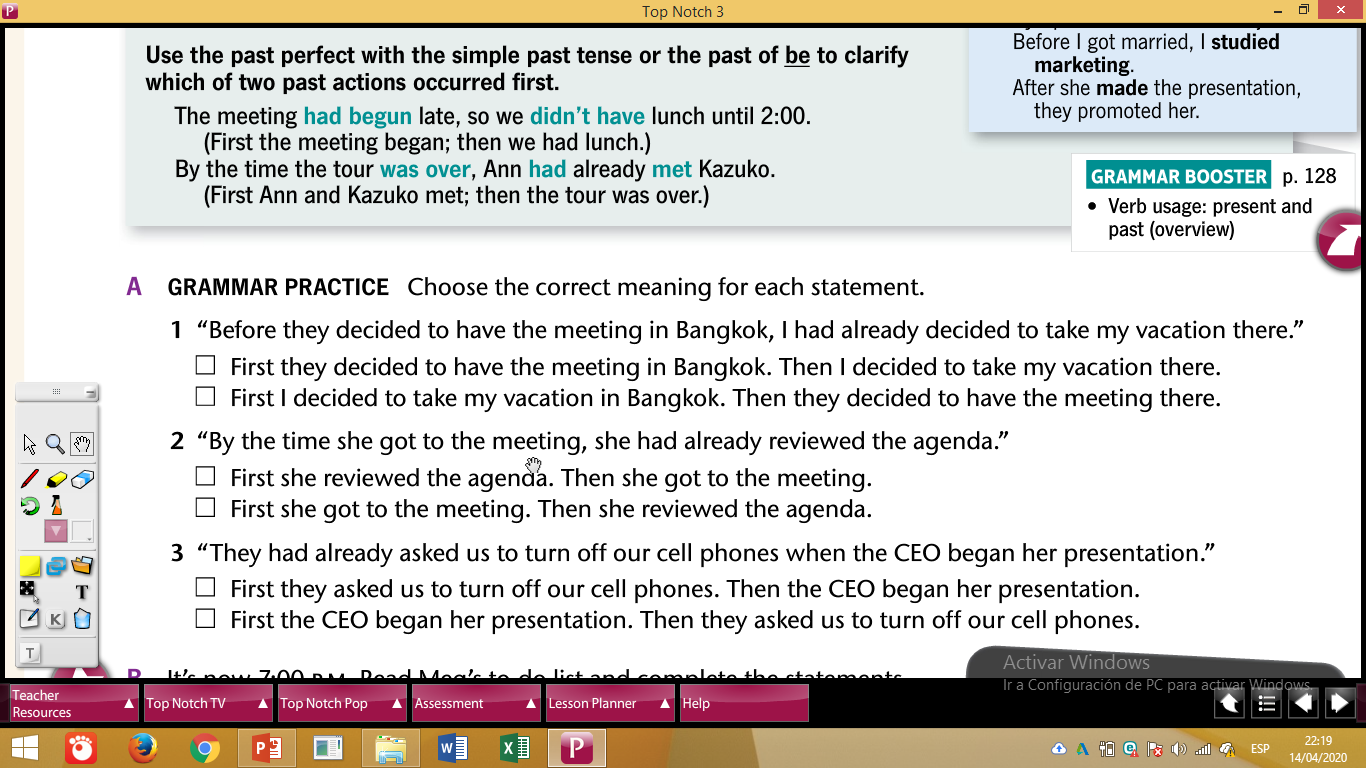 Top Notch 3
Use the past perfect with the simple past tense or the past of be to clarify
which of two past actions occurred first.
The meeting had begun late, so we didn't have lunch until 2:00.
(First the meeting began; then we had lunch.)
By the time the tour was over, Ann had already met Kazuko.
(First Ann and Kazuko met; then the tour was over.)
Before I got married, I studied
marketing.
After she made the presentation,
they promoted her.
GRAMMAR BOOSTER p. 128
• Verb usage: present and
past (overview)
A GRAMMAR PRACTICE Choose the correct meaning for each statement.
1 “Before they decided to have the meeting in Bangkok, I had already decided to take my vacation there.”
First they decided to have the meeting in Bangkok. Then I decided to take my vacation there.
First I decided to take my vacation in Bangkok. Then they decided to have the meeting there.
2 “By the time she got to the meeting, she had already reviewed the agenda.”
First she reviewed the agenda. Then she got to the meeting.
First she got to the meeting. Then she reviewed the agenda.
3 “They had already asked us to turn off our cell phones when the CEO began her presentation.”
First they asked us to turn off our cell phones. Then the CEO began her presentation.
First the CEO began her presentation. Then they asked us to turn off our cell phones.
B It's now 7:00 P.M. Read Meg's to-do list and complete the statements
T
K
T
Activar Windows
Ir a Configuración de PC para activar Windows.
Teacher
Resources
Top Notch TV
Top Notch Pop
Assessment
Lesson Planner
Help
ESP
22:19
14/04/2020